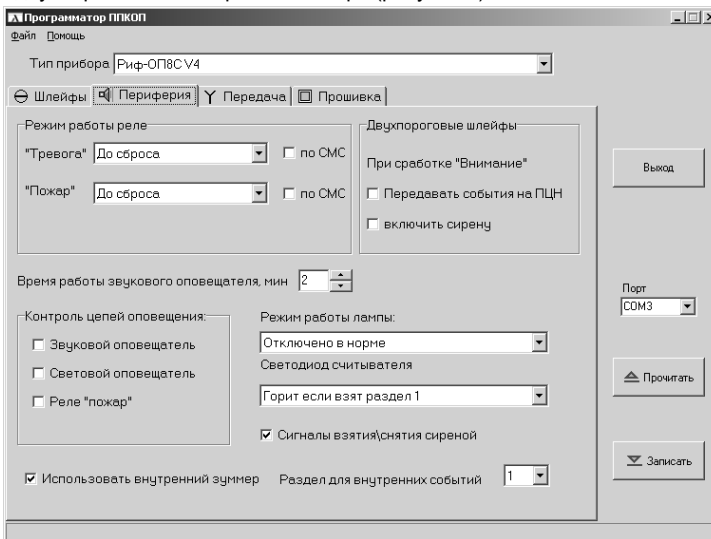 Программатор ППКОП
Файл Помощь
Тип прибора Риф-ОП8С V4
Шлейфы Периферия Передача Прошивка
Режим работы реле
"Тревога" До сброса по СМС
"Пожар" До сброса по СМС
Двухпороговые шлейфы
При сработке "Внимание"
Передавать события на ПЦН
включить сирену
Выход
Время работы звукового оповещателя, мин 2
Порт
COM3
Контроль цепей оповещения:
Звуковой оповещатель
Световой оповещатель
Реле "пожар"
Режим работы лампы:
Отключено в норме
Светодиод считывателя
Горит если взят раздел 1
Сигналы взятия\снятия сиреной
Прочитать
Записать
Использовать внутренний зуммер Раздел для внутренних событий 1